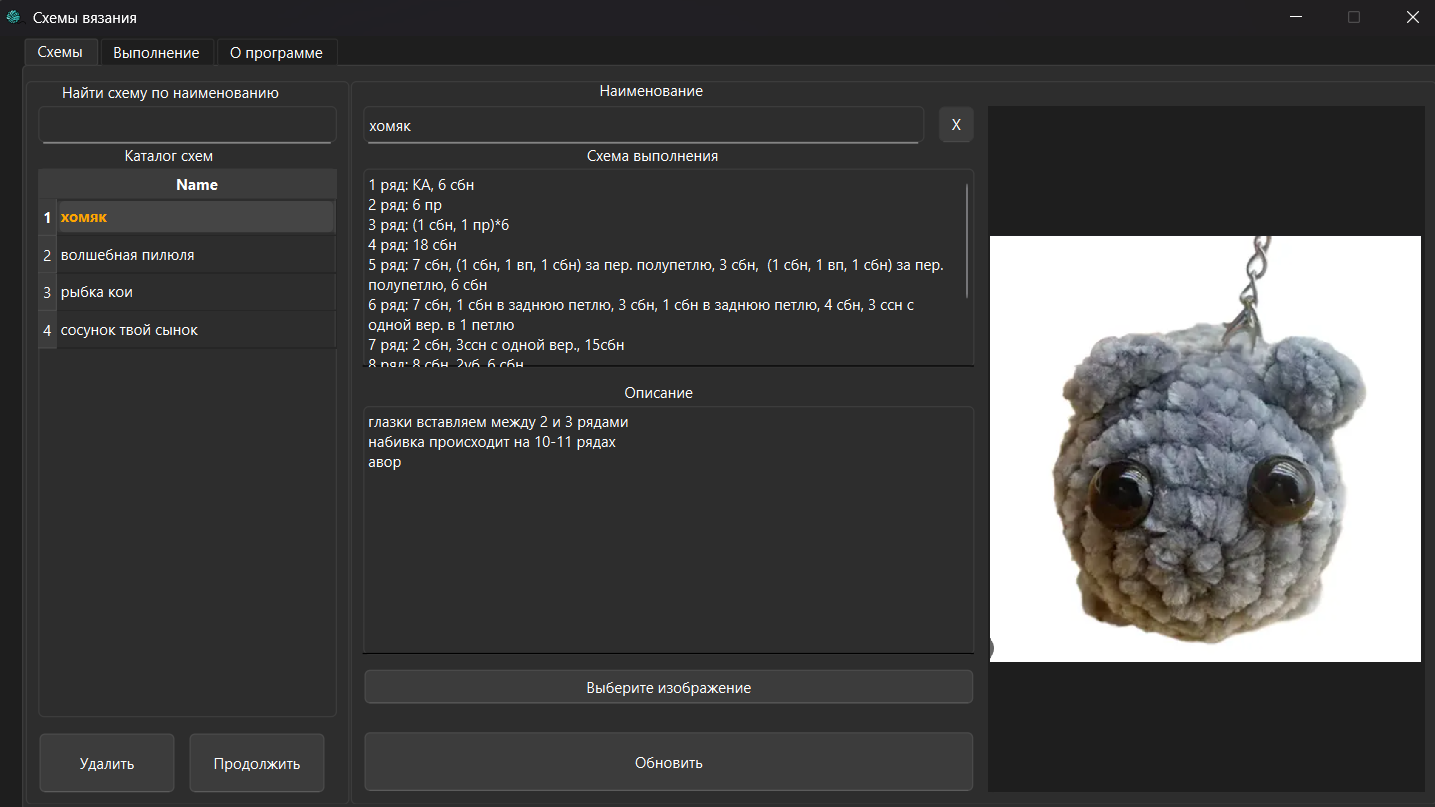 Схемы вязания
Схемы
Выполнение
О программе
Найти схему по наименованию
Каталог схем
Name
1 хомяк
2 волшебная пилюля
3 рыбка кои
4 сосунок твой сынок
Удалить
Продолжить
Наименование
хомяк
X
Схема выполнения
1 ряд: КА, 6 сбн
2 ряд: 6 пр
3 ряд: (1 сбн, 1 пр)*6
4 ряд: 18 сбн
5 ряд: 7 сбн, (1 сбн, 1 вп, 1 сбн) за пер. полупетлю, 3 сбн,  (1 сбн, 1 вп, 1 сбн) за пер.
полупетлю, 6 сбн
6 ряд: 7 сбн, 1 сбн в заднюю петлю, 3 сбн, 1 сбн в заднюю петлю, 4 сбн, 3 ссн с
одной вер. в 1 петлю
7 ряд: 2 сбн, 3ссн с одной вер., 15сбн
8 ряд: 8 сбн, 2уб, 6 сбн
Описание
глазки вставляем между 2 и 3 рядами
набивка происходит на 10-11 рядах
авор
Выберите изображение
Обновить